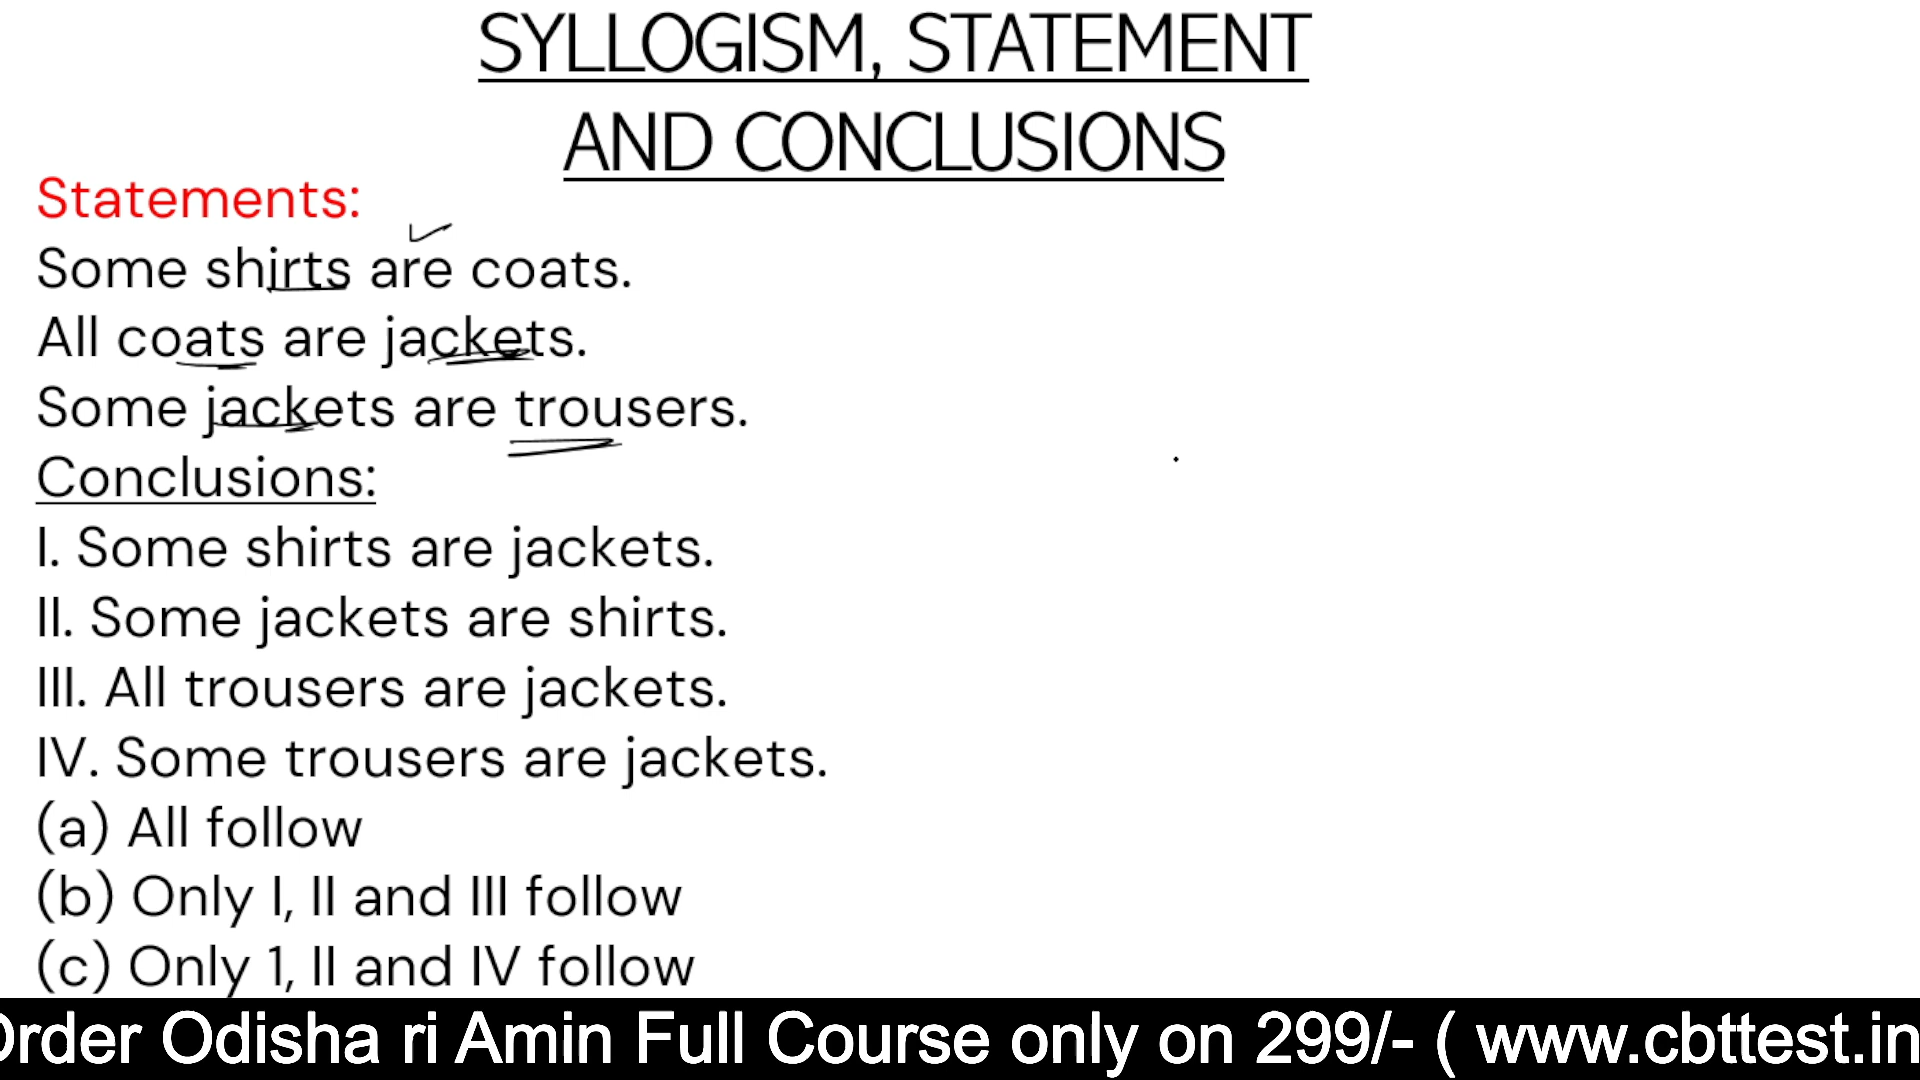 SYLLOGISM, STATEMENT
AND CONCLUSIONS
Statements:
Some shirts are coats.
All coats are jackets.
Some jackets are trousers.
Conclusions:
I. Some shirts are jackets.
II. Some jackets are shirts.
III. All trousers are jackets.
IV. Some trousers are jackets.
(a) All follow
(b) Only I, II and III follow
(c) Only 1, II and IV follow
Order Odisha ri Amin Full Course only on 299/- ( www.cbttest.in